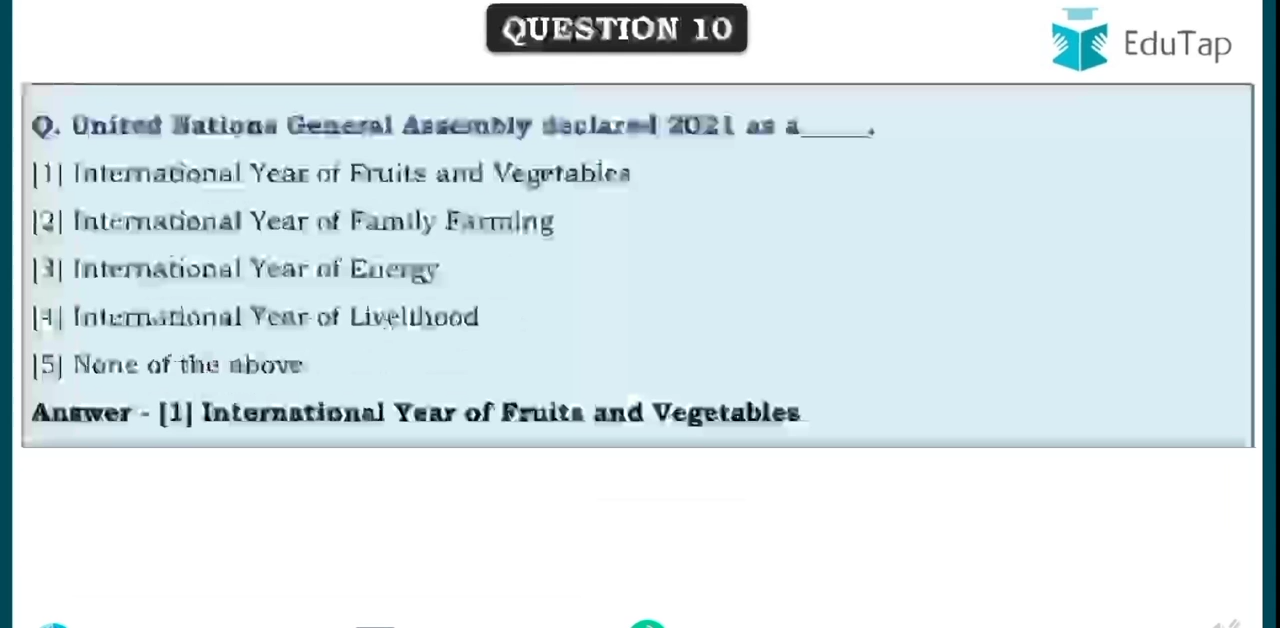 QUESTION 10
EduTap
Q. United Nations General Assembly declared 2021 as a_____.
[1] International Year of Fruits and Vegetables
[2] International Year of Family Farming
[3] International Year of Energy
[4] International Year of Livelihood
[5] None of the above
Answer - [1] International Year of Fruits and Vegetables